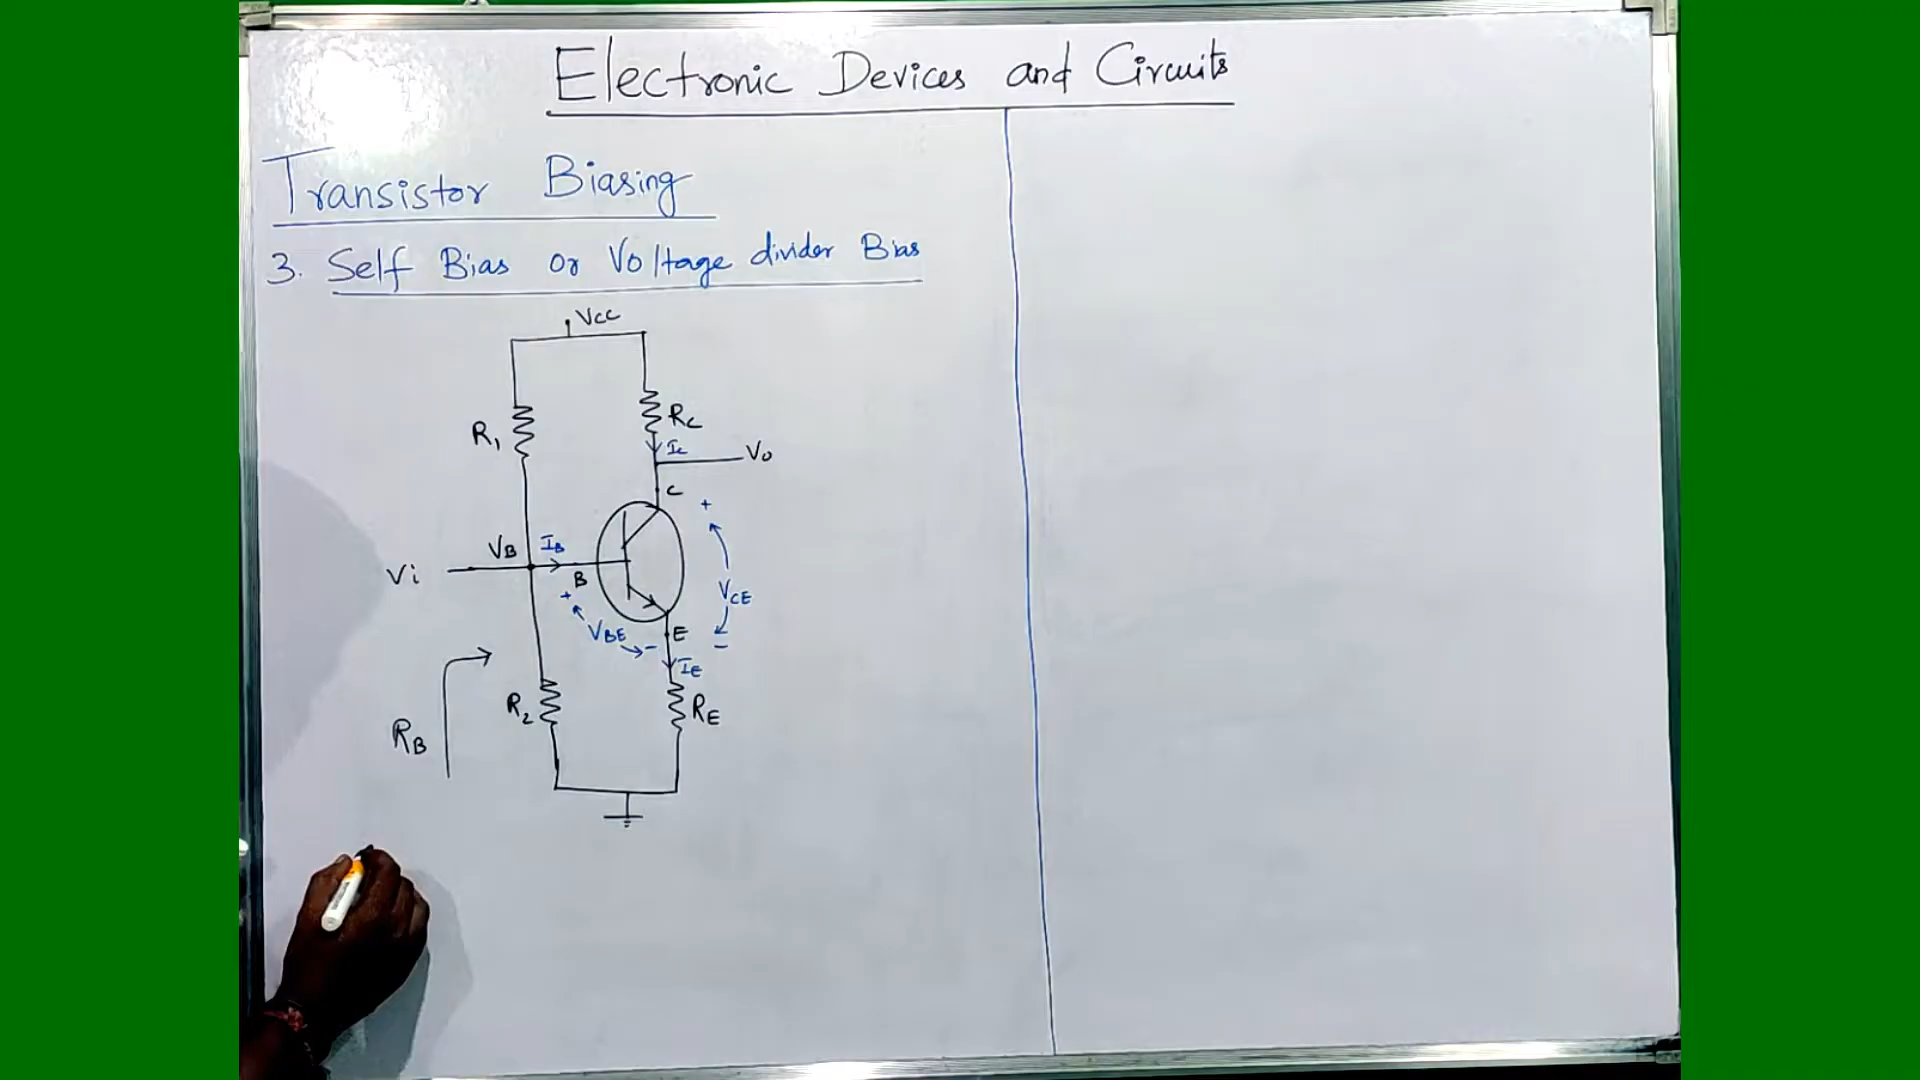 Electronic Devices and Circuits
Transistor Biasing
3. Self Bias or Voltage divider Bias
VCC
R1
RC
IC
Vo
C
+
VB
IB
Vi
B
+
VCE
VBE
-
E
-
IE
R2
RE
RB